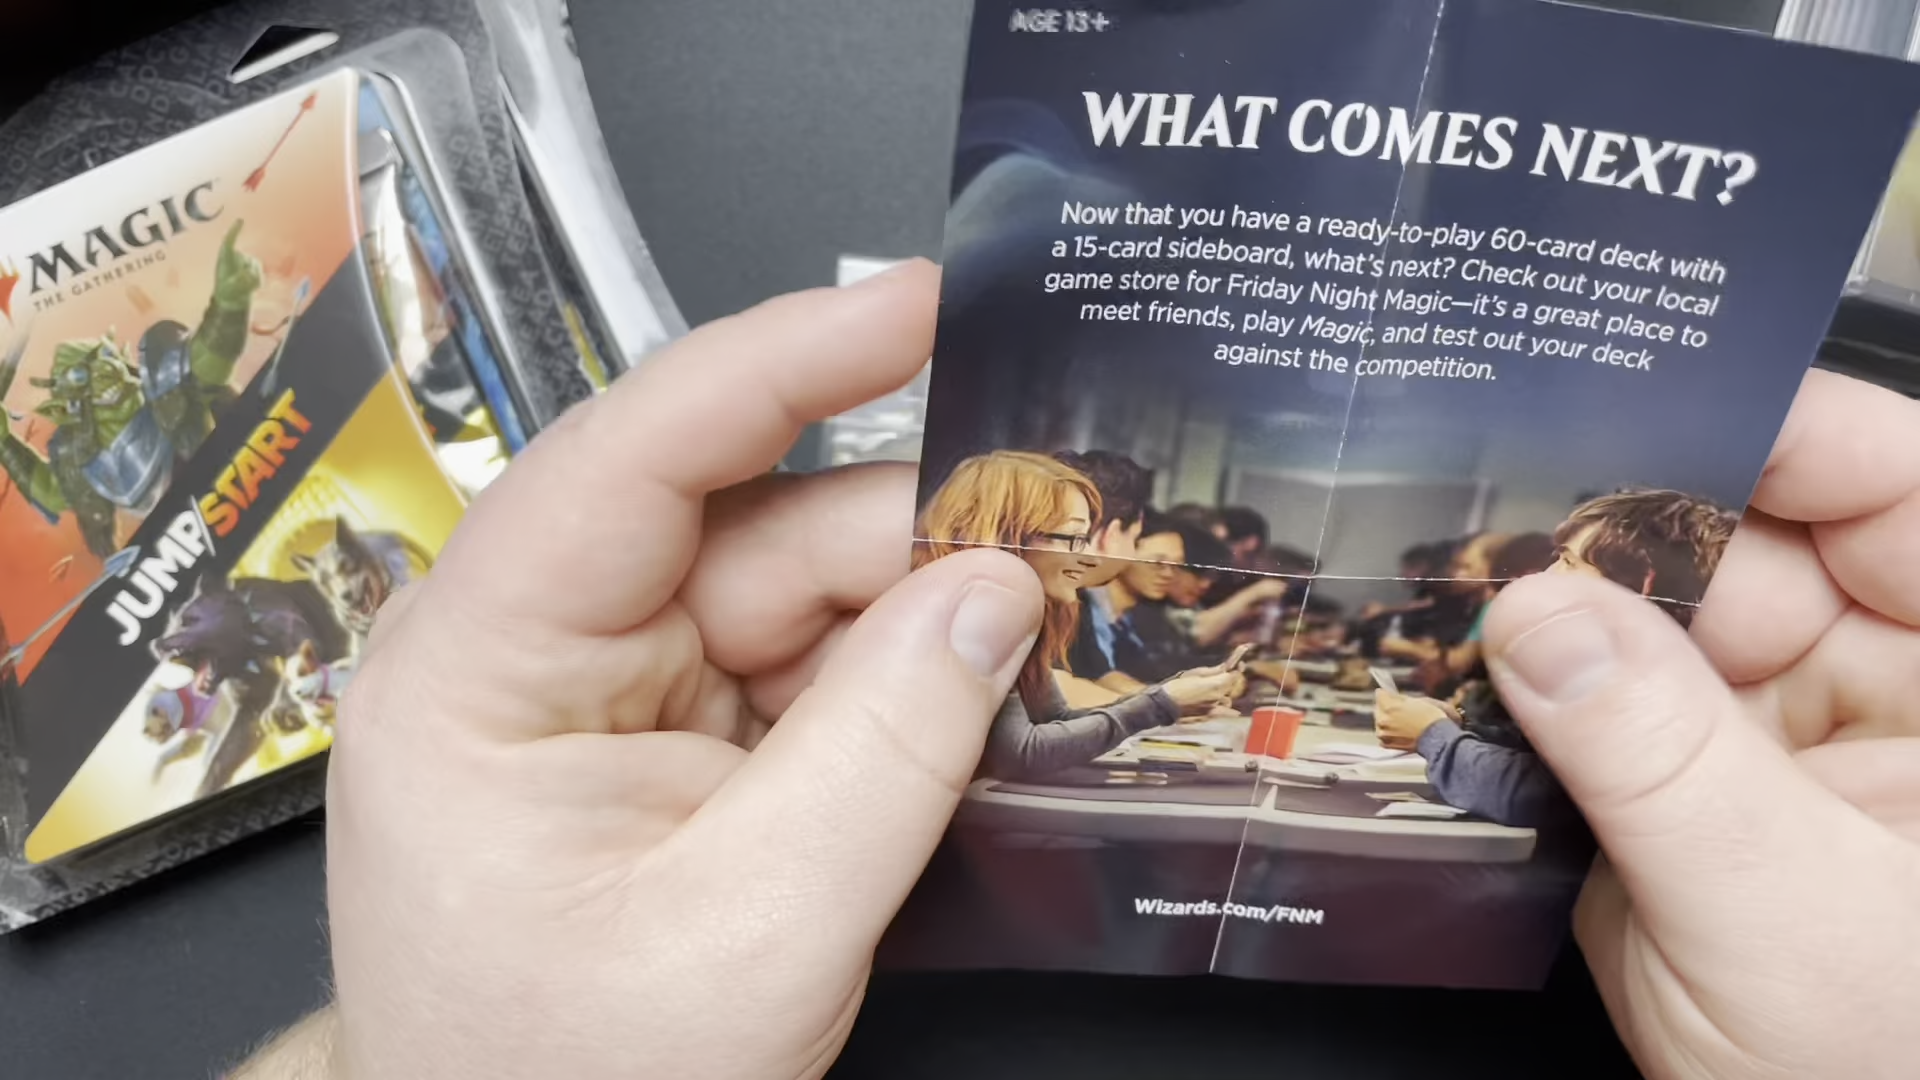 MAGIC
THE GATHERING
JUMP/START
AGE 13+
WHAT COMES NEXT?
Now that you have a ready-to-play 60-card deck with
a 15-card sideboard, what's next? Check out your local
game store for Friday Night Magic—it's a great place to
meet friends, play Magic, and test out your deck
against the competition.
Wizards.com/FNM